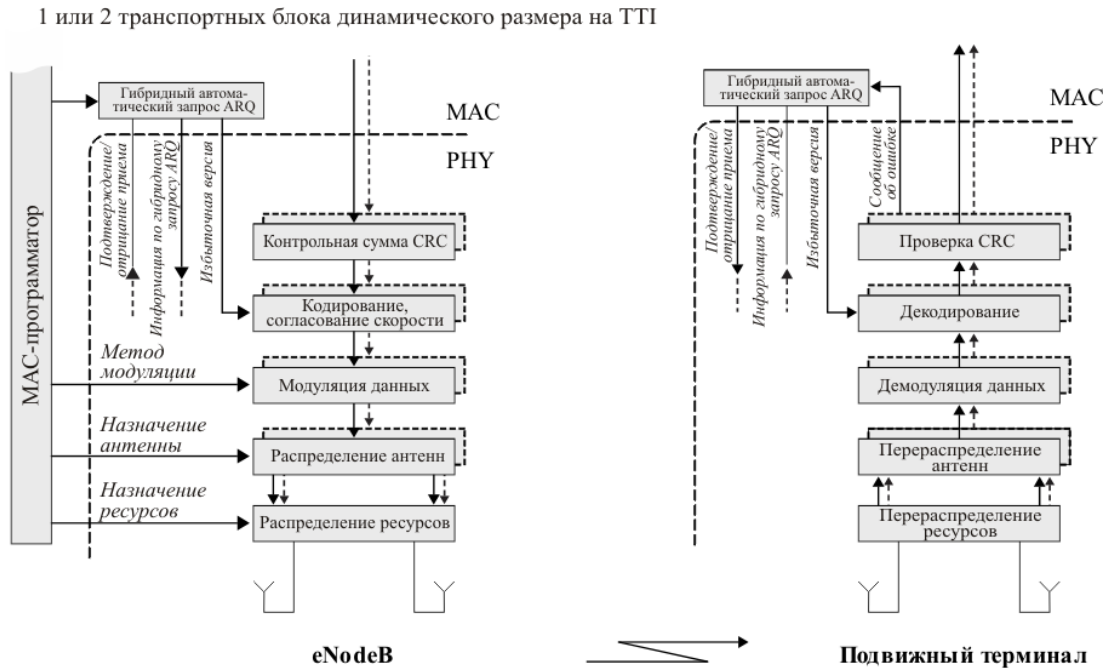 1 или 2 транспортных блока динамического размера на TTI
MAC-программатор
Гибридный автома-
тический запрос ARQ
MAC
PHY
Подтверждение/
отрицание приема
Информация по гибридному
запросу ARQ
Избыточная версия
Контрольная сумма CRC
Кодирование,
согласование скорости
Метод
модуляции
Модуляция данных
Назначение
антенны
Распределение антенн
Назначение
ресурсов
Распределение ресурсов
eNodeB
Гибридный автома-
тический запрос ARQ
MAC
PHY
Подтверждение/
отрицание приема
Информация по гибридному
запросу ARQ
Избыточная версия
Сообщение
об ошибке
Проверка CRC
Декодирование
Демодуляция данных
Перераспределение
антенн
Перераспределение
ресурсов
Подвижный терминал